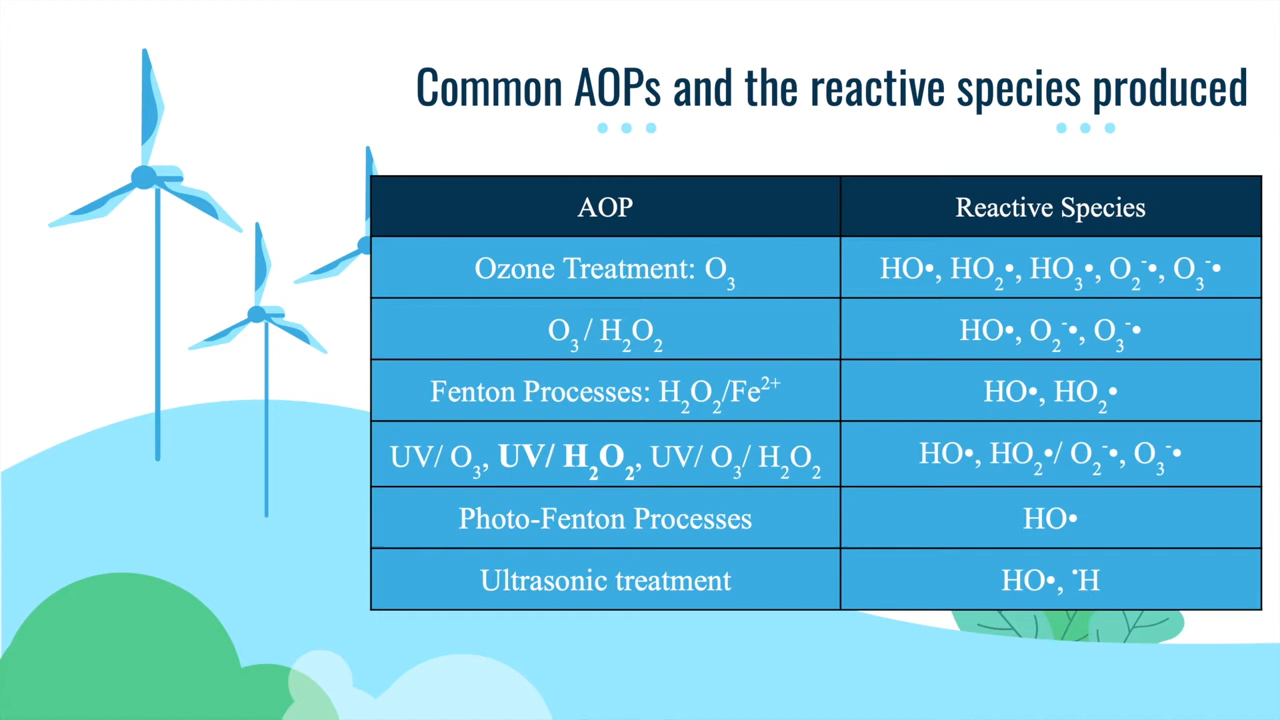 Common AOPs and the reactive species produced
AOP Reactive Species
Ozone Treatment: O₃ HO•, HO₂•, HO₃•, O₂⁻•, O₃⁻•
O₃ / H₂O₂ HO•, O₂⁻•, O₃⁻•
Fenton Processes: H₂O₂/Fe²⁺ HO•, HO₂•
UV/ O₃, UV/ H₂O₂, UV/ O₃/ H₂O₂ HO•, HO₂•/ O₂⁻•, O₃⁻•
Photo-Fenton Processes HO•
Ultrasonic treatment HO•, ˙H